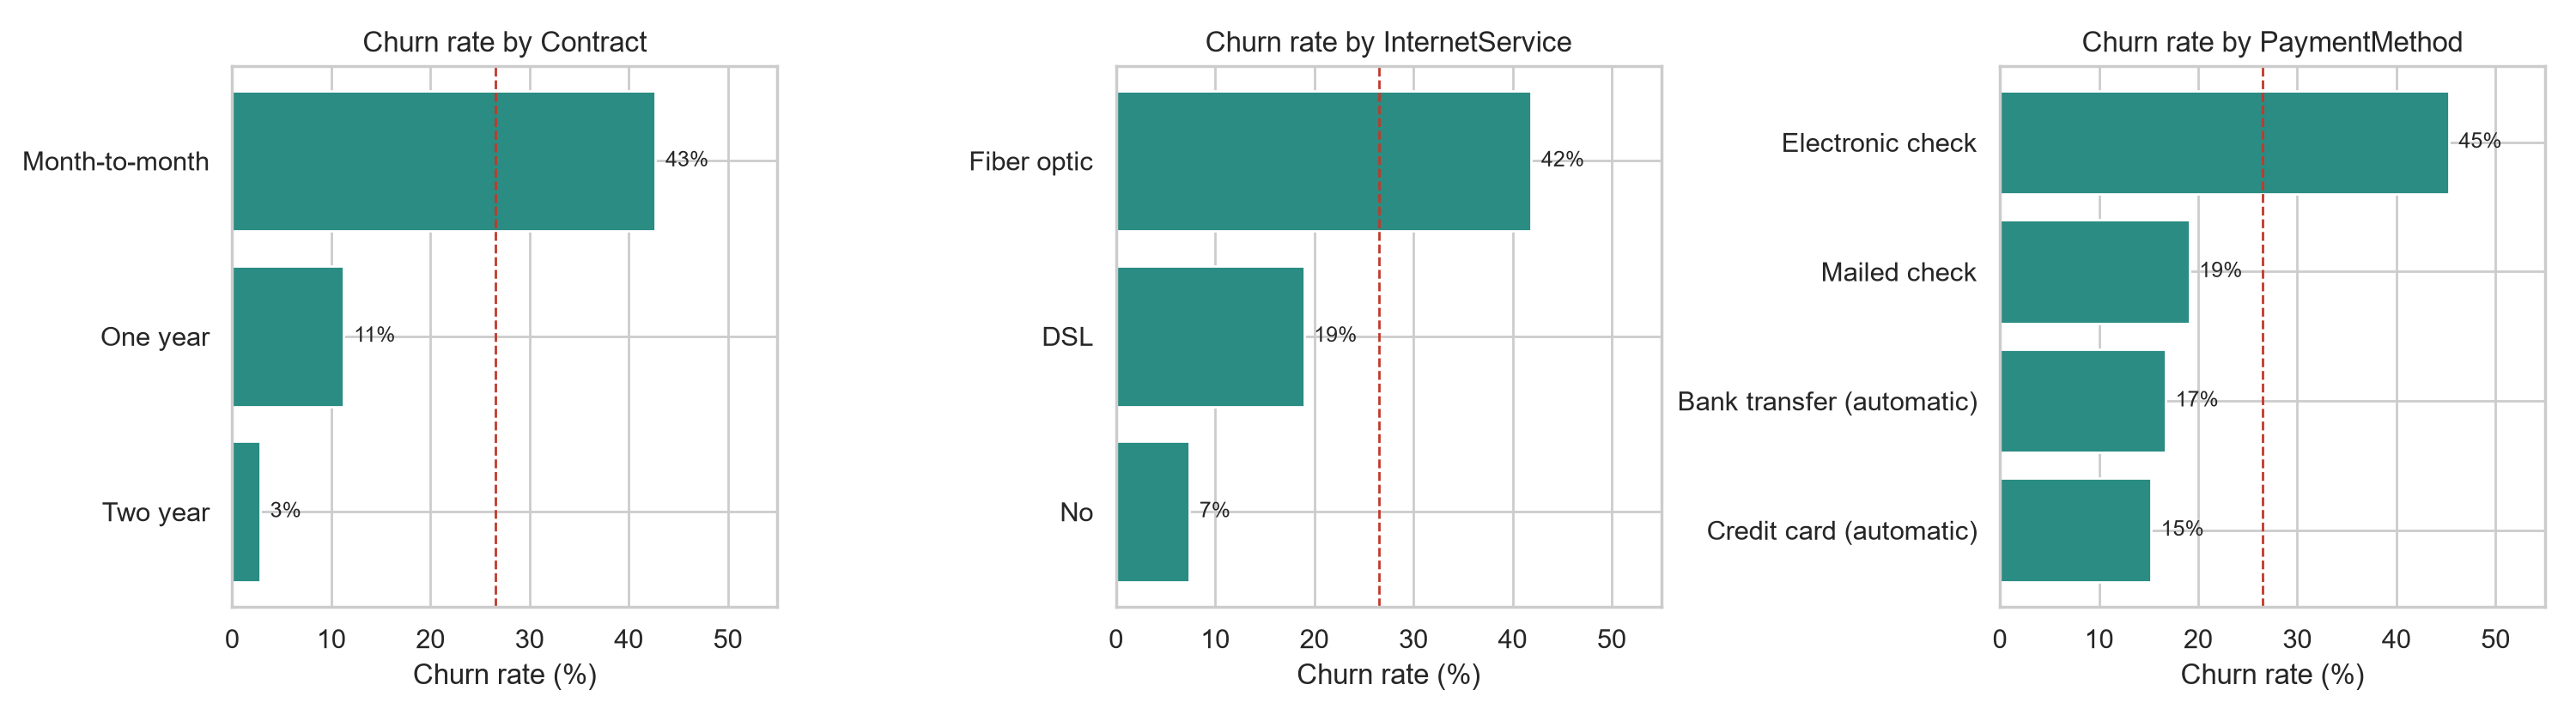 Churn rate by Contract
Month-to-month
43%
One year
11%
Two year
3%
0 10 20 30 40 50
Churn rate (%)
Churn rate by InternetService
Fiber optic
42%
DSL
19%
No
7%
0 10 20 30 40 50
Churn rate (%)
Churn rate by PaymentMethod
Electronic check
45%
Mailed check
19%
Bank transfer (automatic)
17%
Credit card (automatic)
15%
0 10 20 30 40 50
Churn rate (%)